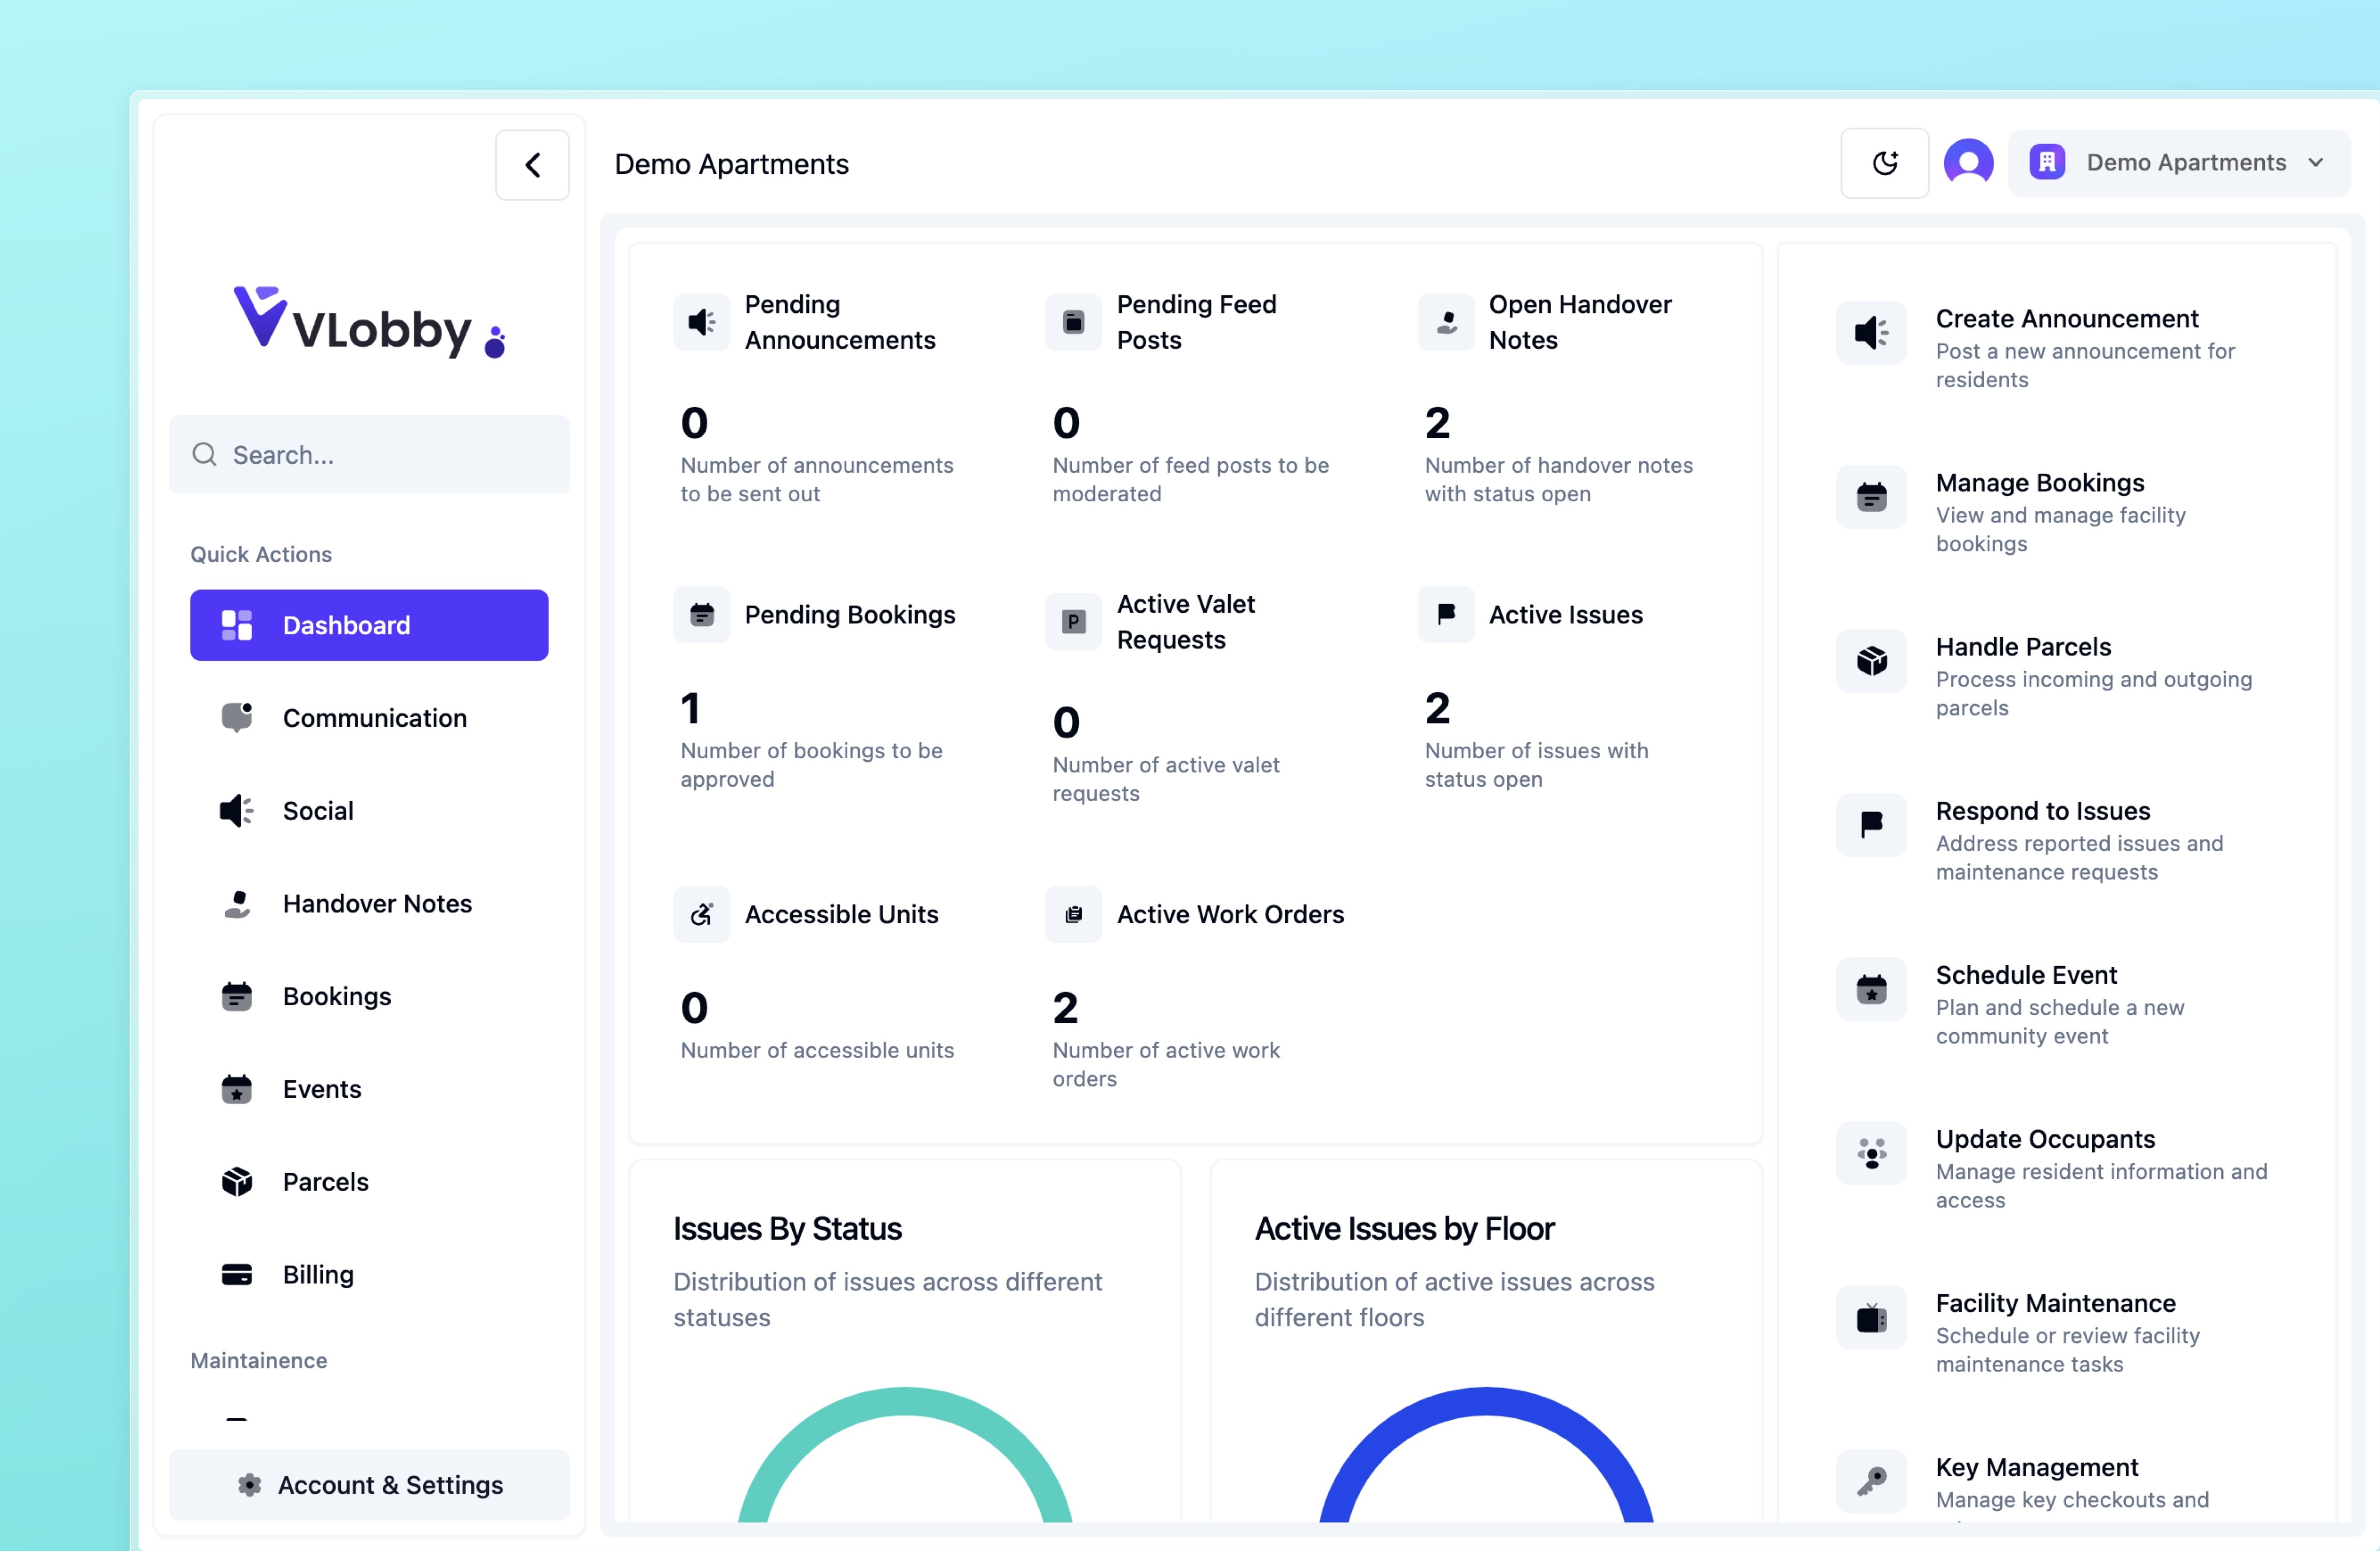 Demo Apartments
Demo Apartments
VLobby
Search...
Quick Actions
Dashboard
Communication
Social
Handover Notes
Bookings
Events
Parcels
Billing
Maintainence
Account & Settings
Pending
Announcements
0
Number of announcements
to be sent out
Pending Feed
Posts
0
Number of feed posts to be
moderated
Open Handover
Notes
2
Number of handover notes
with status open
Pending Bookings
1
Number of bookings to be
approved
P
Active Valet
Requests
0
Number of active valet
requests
Active Issues
2
Number of issues with
status open
Accessible Units
0
Number of accessible units
Active Work Orders
2
Number of active work
orders
Issues By Status
Distribution of issues across different
statuses
Active Issues by Floor
Distribution of active issues across
different floors
Create Announcement
Post a new announcement for
residents
Manage Bookings
View and manage facility
bookings
Handle Parcels
Process incoming and outgoing
parcels
Respond to Issues
Address reported issues and
maintenance requests
Schedule Event
Plan and schedule a new
community event
Update Occupants
Manage resident information and
access
Facility Maintenance
Schedule or review facility
maintenance tasks
Key Management
Manage key checkouts and